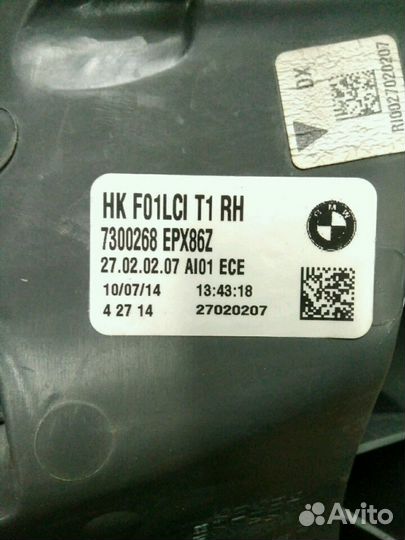 DX
RI0027020207
HK F01LCI T1 RH
7300268 EPX86Z
27.02.02.07 AI01 ECE
10/07/14 13:43:18
4 27 14 27020207
BMW
Avito